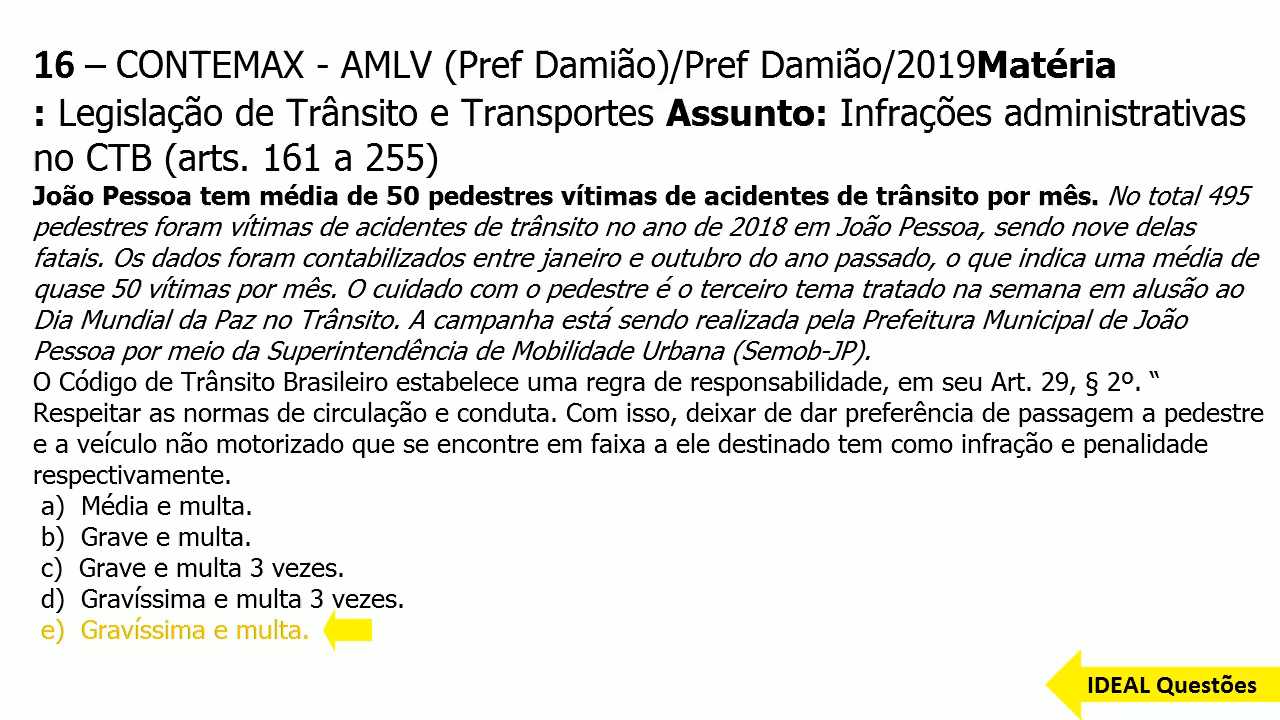 16 – CONTEMAX - AMLV (Pref Damião)/Pref Damião/2019Matéria
: Legislação de Trânsito e Transportes Assunto: Infrações administrativas
no CTB (arts. 161 a 255)
João Pessoa tem média de 50 pedestres vítimas de acidentes de trânsito por mês. No total 495
pedestres foram vítimas de acidentes de trânsito no ano de 2018 em João Pessoa, sendo nove delas
fatais. Os dados foram contabilizados entre janeiro e outubro do ano passado, o que indica uma média de
quase 50 vítimas por mês. O cuidado com o pedestre é o terceiro tema tratado na semana em alusão ao
Dia Mundial da Paz no Trânsito. A campanha está sendo realizada pela Prefeitura Municipal de João
Pessoa por meio da Superintendência de Mobilidade Urbana (Semob-JP).
O Código de Trânsito Brasileiro estabelece uma regra de responsabilidade, em seu Art. 29, § 2º. “
Respeitar as normas de circulação e conduta. Com isso, deixar de dar preferência de passagem a pedestre
e a veículo não motorizado que se encontre em faixa a ele destinado tem como infração e penalidade
respectivamente.
a) Média e multa.
b) Grave e multa.
c) Grave e multa 3 vezes.
d) Gravíssima e multa 3 vezes.
e) Gravíssima e multa.
IDEAL Questões